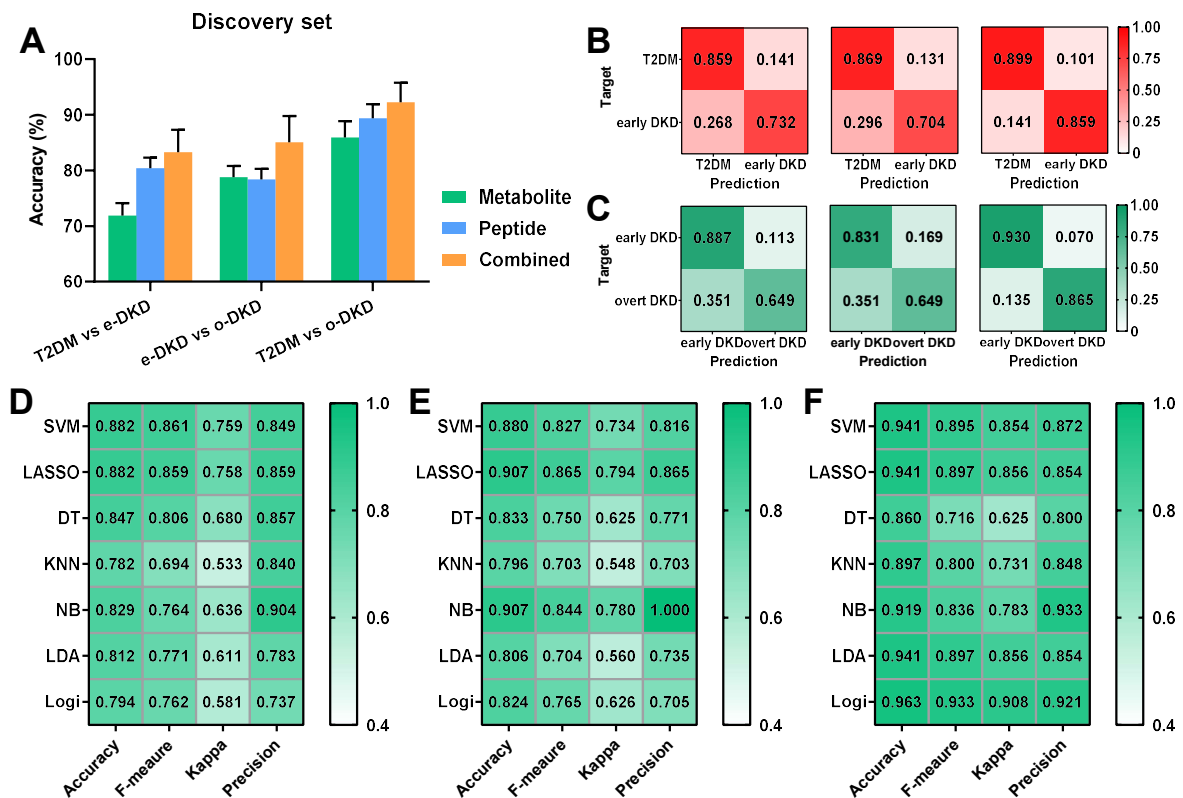 Discovery set
A
Accuracy (%)
100
90
80
70
60
T2DM vs e-DKD
e-DKD vs o-DKD
T2DM vs o-DKD
Metabolite
Peptide
Combined
B
Target
T2DM
early DKD
0.859 0.141
0.268 0.732
T2DM early DKD
Prediction
0.869 0.131
0.296 0.704
T2DM early DKD
Prediction
0.899 0.101
0.141 0.859
T2DM early DKD
Prediction
1.00
0.75
0.50
0.25
0
C
Target
early DKD
overt DKD
0.887 0.113
0.351 0.649
early DKD overt DKD
Prediction
0.831 0.169
0.351 0.649
early DKD overt DKD
Prediction
0.930 0.070
0.135 0.865
early DKD overt DKD
Prediction
1.00
0.75
0.50
0.25
0
D
SVM 0.882 0.861 0.759 0.849
LASSO 0.882 0.859 0.758 0.859
DT 0.847 0.806 0.680 0.857
KNN 0.782 0.694 0.533 0.840
NB 0.829 0.764 0.636 0.904
LDA 0.812 0.771 0.611 0.783
Logi 0.794 0.762 0.581 0.737
Accuracy F-meaure Kappa Precision
1.0
0.8
0.6
0.4
E
SVM 0.880 0.827 0.734 0.816
LASSO 0.907 0.865 0.794 0.865
DT 0.833 0.750 0.625 0.771
KNN 0.796 0.703 0.548 0.703
NB 0.907 0.844 0.780 1.000
LDA 0.806 0.704 0.560 0.735
Logi 0.824 0.765 0.626 0.705
Accuracy F-meaure Kappa Precision
1.0
0.8
0.6
0.4
F
SVM 0.941 0.895 0.854 0.872
LASSO 0.941 0.897 0.856 0.854
DT 0.860 0.716 0.625 0.800
KNN 0.897 0.800 0.731 0.848
NB 0.919 0.836 0.783 0.933
LDA 0.941 0.897 0.856 0.854
Logi 0.963 0.933 0.908 0.921
Accuracy F-meaure Kappa Precision
1.0
0.8
0.6
0.4